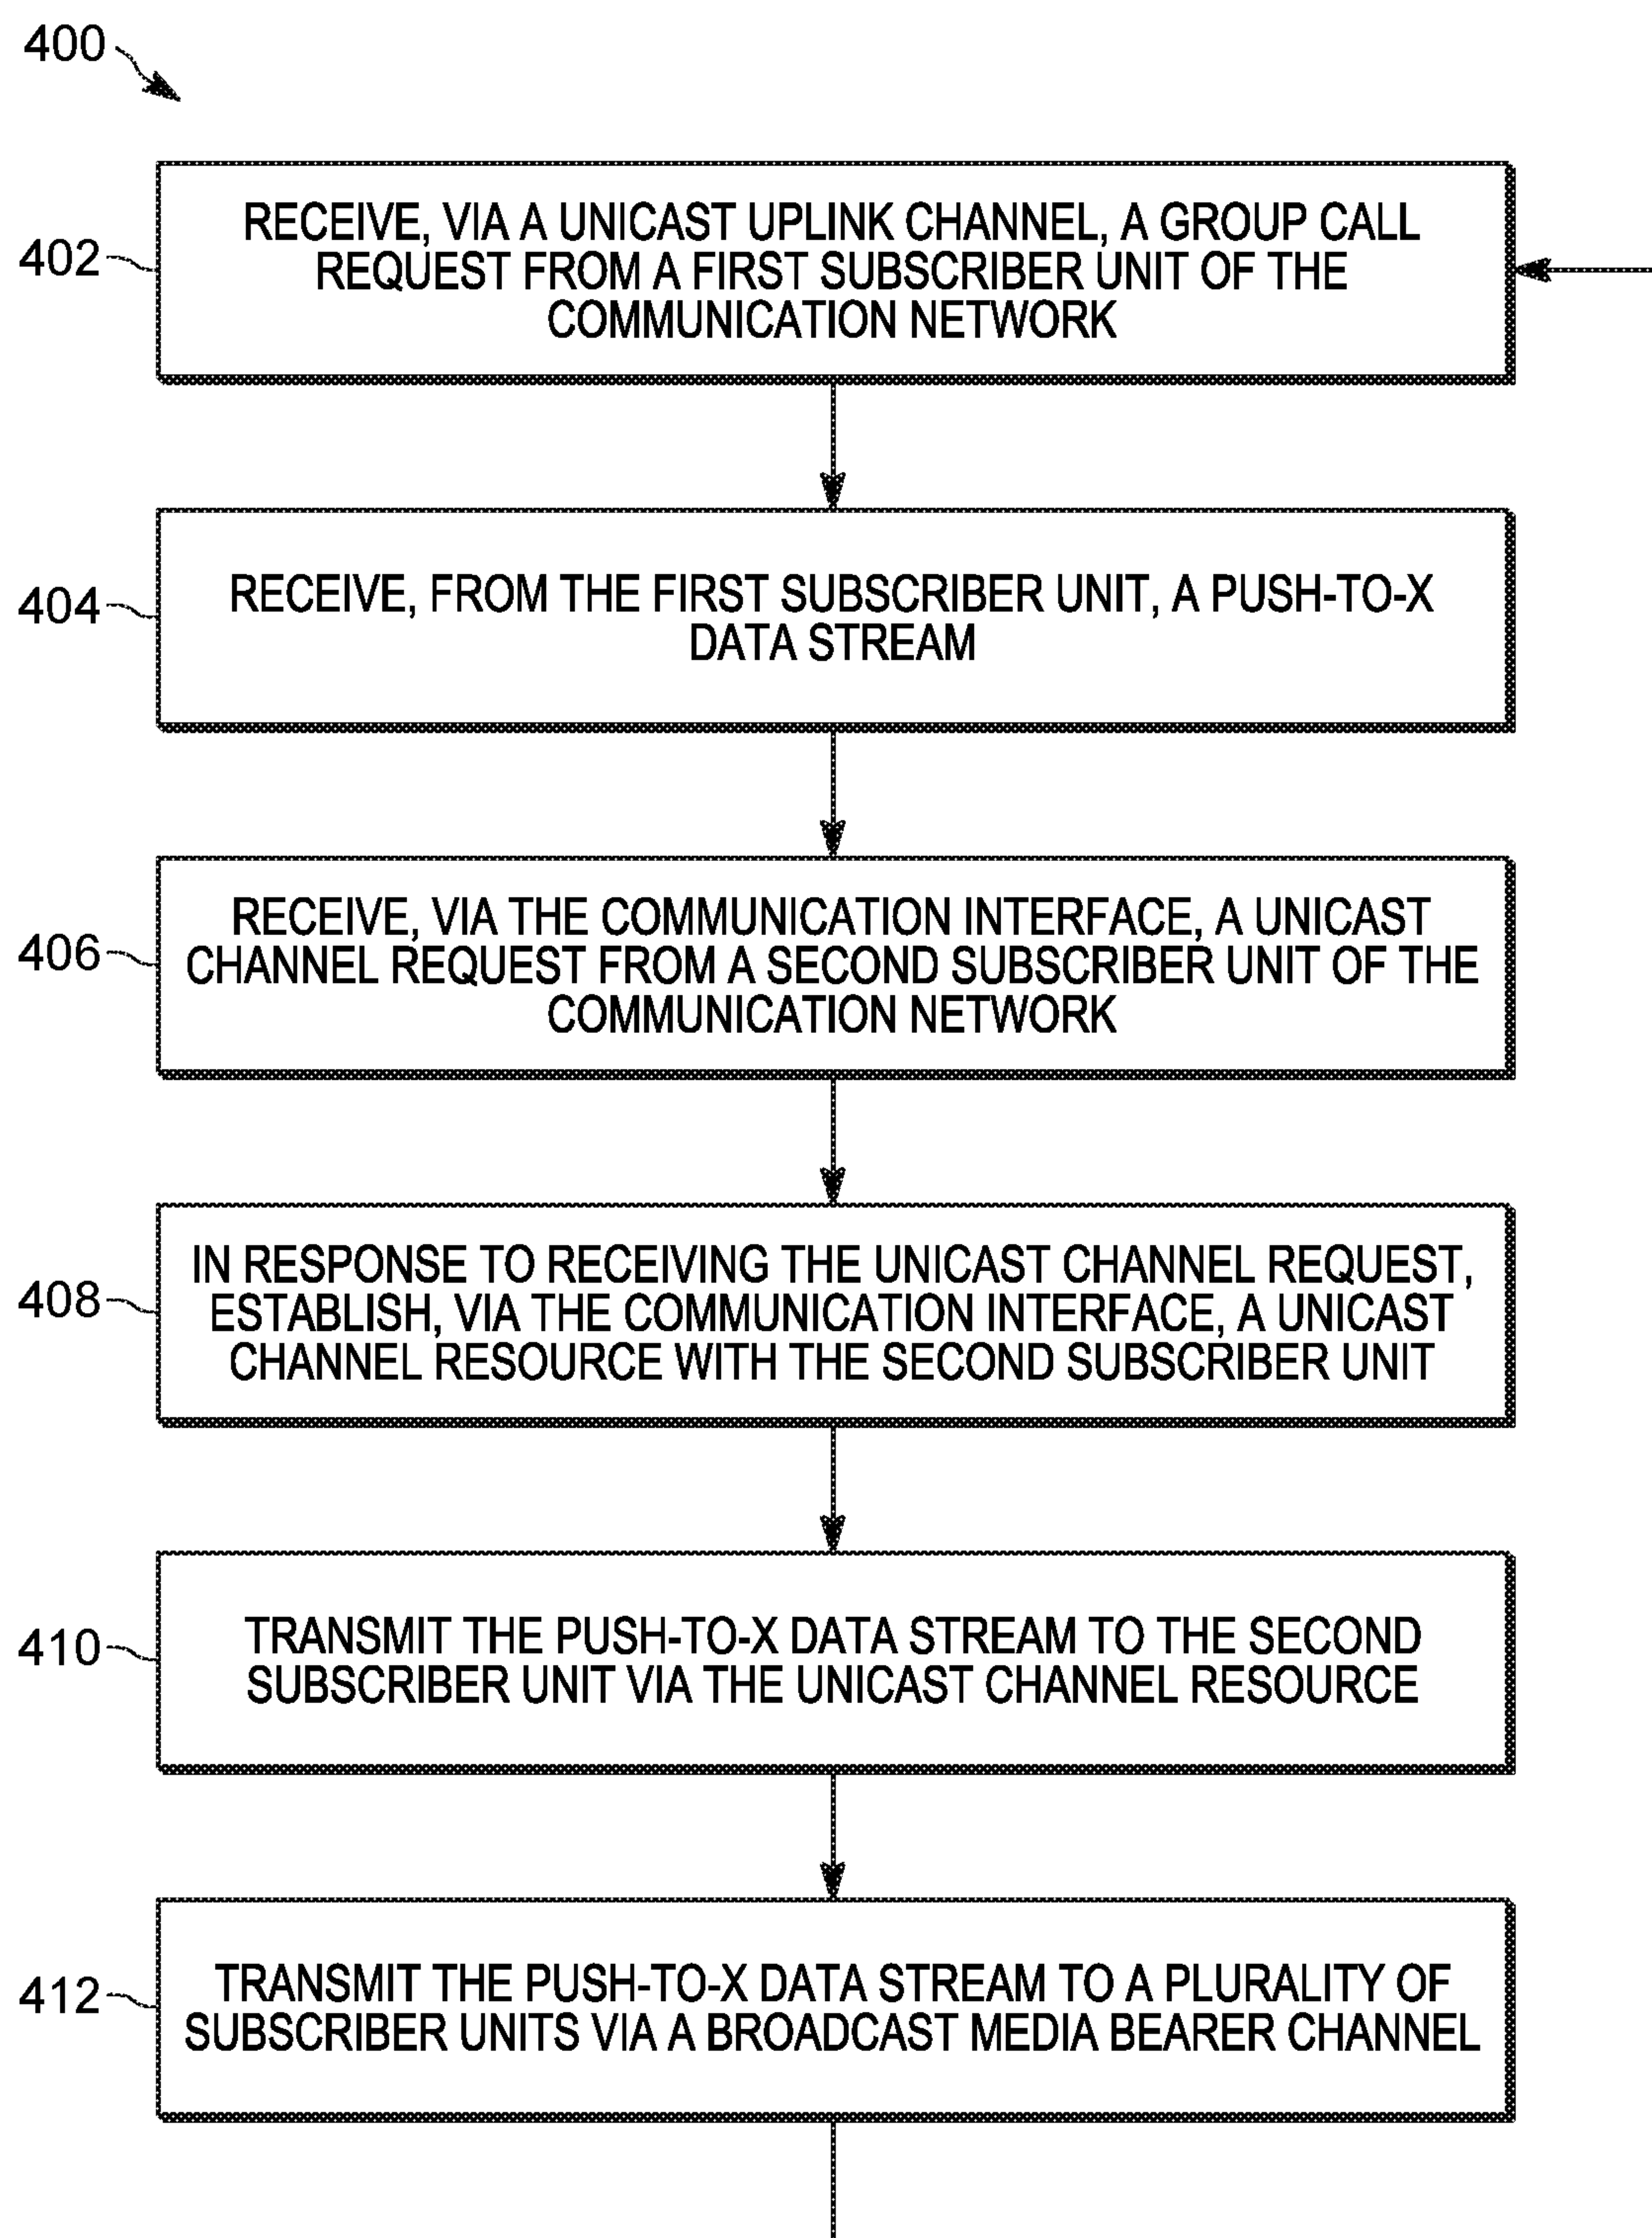 400
402
RECEIVE, VIA A UNICAST UPLINK CHANNEL, A GROUP CALL
REQUEST FROM A FIRST SUBSCRIBER UNIT OF THE
COMMUNICATION NETWORK
404
RECEIVE, FROM THE FIRST SUBSCRIBER UNIT, A PUSH-TO-X
DATA STREAM
406
RECEIVE, VIA THE COMMUNICATION INTERFACE, A UNICAST
CHANNEL REQUEST FROM A SECOND SUBSCRIBER UNIT OF THE
COMMUNICATION NETWORK
408
IN RESPONSE TO RECEIVING THE UNICAST CHANNEL REQUEST,
ESTABLISH, VIA THE COMMUNICATION INTERFACE, A UNICAST
CHANNEL RESOURCE WITH THE SECOND SUBSCRIBER UNIT
410
TRANSMIT THE PUSH-TO-X DATA STREAM TO THE SECOND
SUBSCRIBER UNIT VIA THE UNICAST CHANNEL RESOURCE
412
TRANSMIT THE PUSH-TO-X DATA STREAM TO A PLURALITY OF
SUBSCRIBER UNITS VIA A BROADCAST MEDIA BEARER CHANNEL